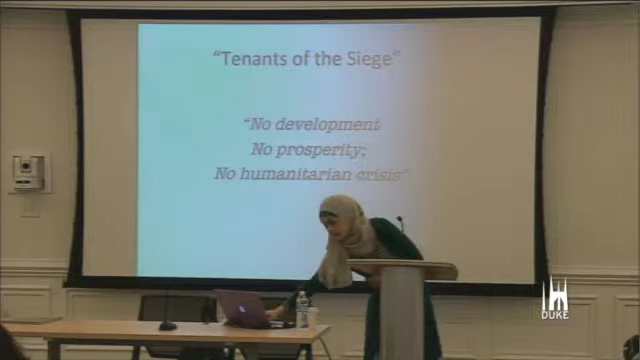 “Tenants of the Siege”
“No development
No prosperity;
No humanitarian crisis”
DUKE